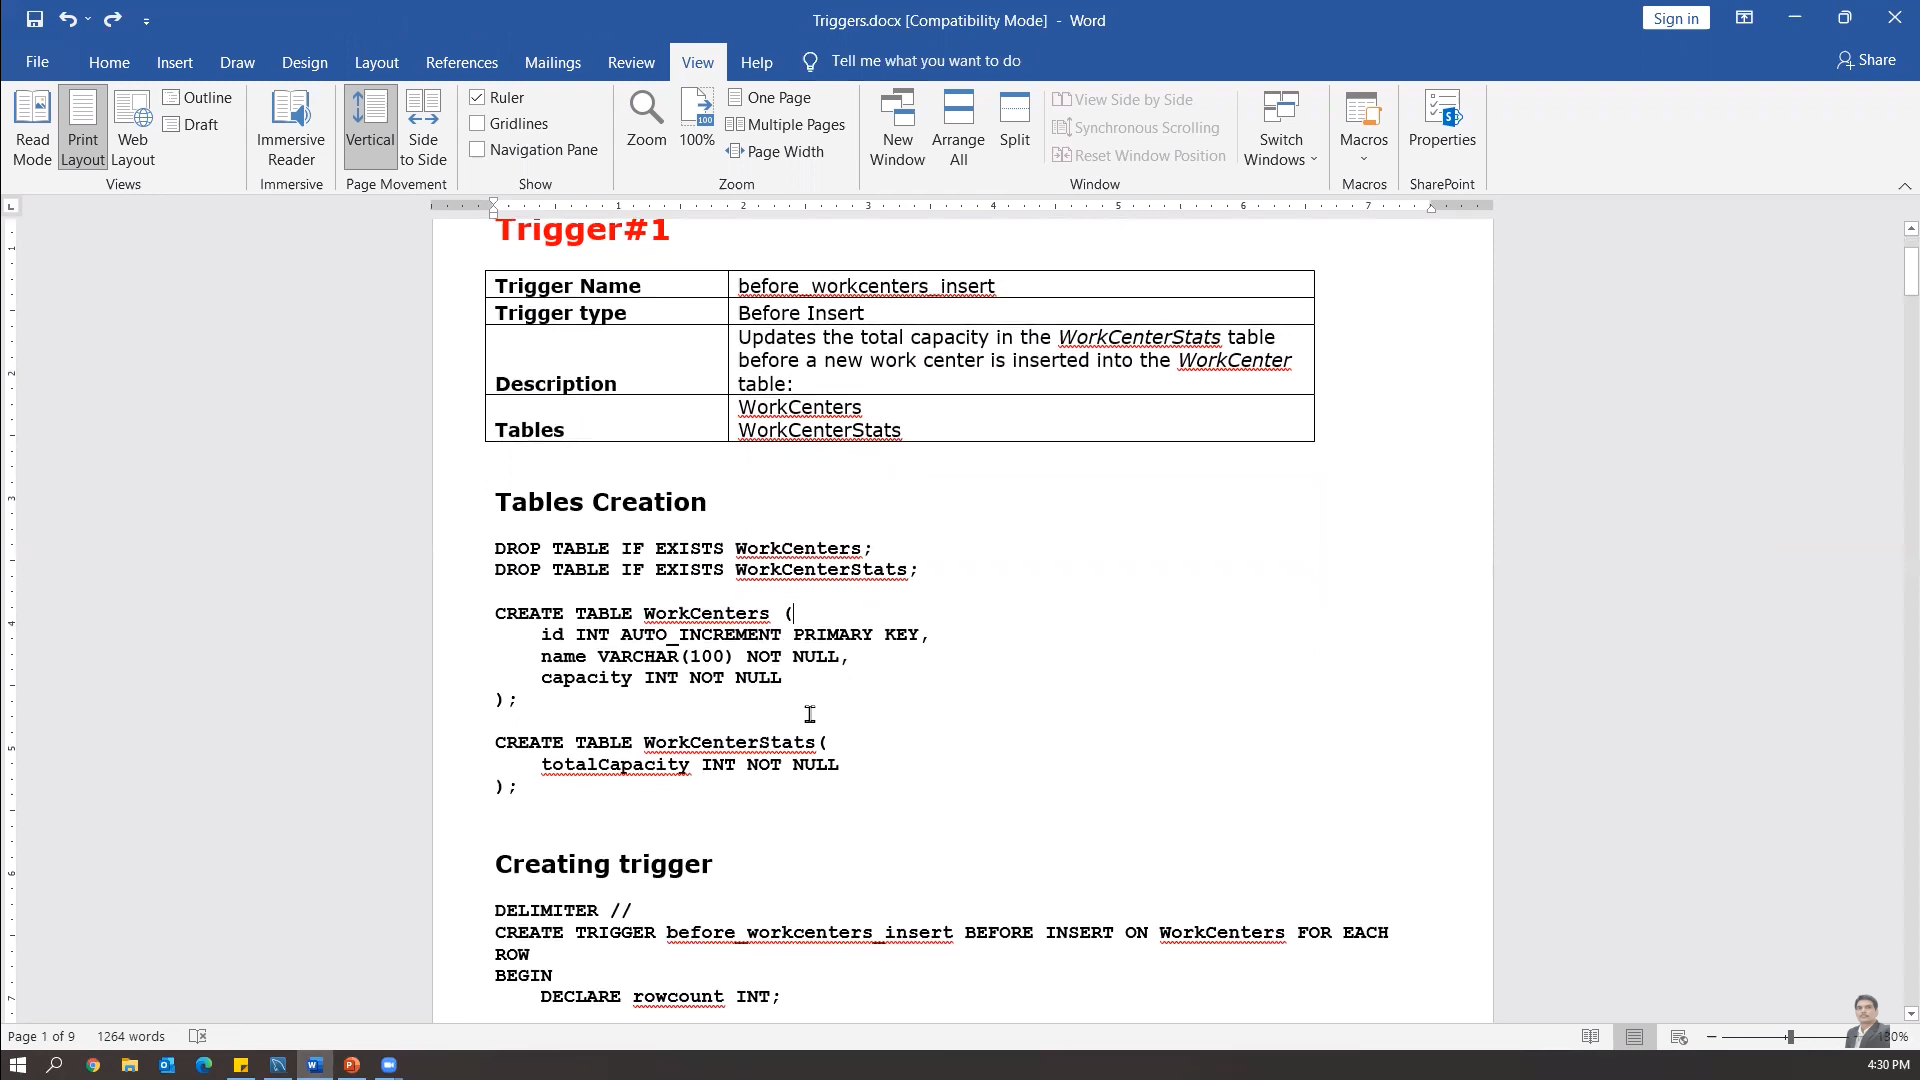 Triggers.docx [Compatibility Mode] - Word
Sign in
File Home Insert Draw Design Layout References Mailings Review View Help Tell me what you want to do Share
Read Mode
Print Layout
Web Layout
Outline
Draft
Views
Immersive Reader
Immersive
Vertical
Side to Side
Page Movement
Ruler
Gridlines
Navigation Pane
Show
Zoom
100
100%
One Page
Multiple Pages
Page Width
Zoom
New Window
Arrange All
Split
View Side by Side
Synchronous Scrolling
Reset Window Position
Switch Windows
Window
Macros
Macros
Properties
SharePoint
1 2 3 4 5 6 7
Trigger#1
Trigger Name before_workcenters_insert
Trigger type Before Insert
Description Updates the total capacity in the WorkCenterStats table
before a new work center is inserted into the WorkCenter
table:
Tables WorkCenters
WorkCenterStats
Tables Creation
DROP TABLE IF EXISTS WorkCenters;
DROP TABLE IF EXISTS WorkCenterStats;
CREATE TABLE WorkCenters (
id INT AUTO_INCREMENT PRIMARY KEY,
name VARCHAR(100) NOT NULL,
capacity INT NOT NULL
);
CREATE TABLE WorkCenterStats(
totalCapacity INT NOT NULL
);
Creating trigger
DELIMITER //
CREATE TRIGGER before_workcenters_insert BEFORE INSERT ON WorkCenters FOR EACH
ROW
BEGIN
DECLARE rowcount INT;
Page 1 of 9 1264 words
4:30 PM